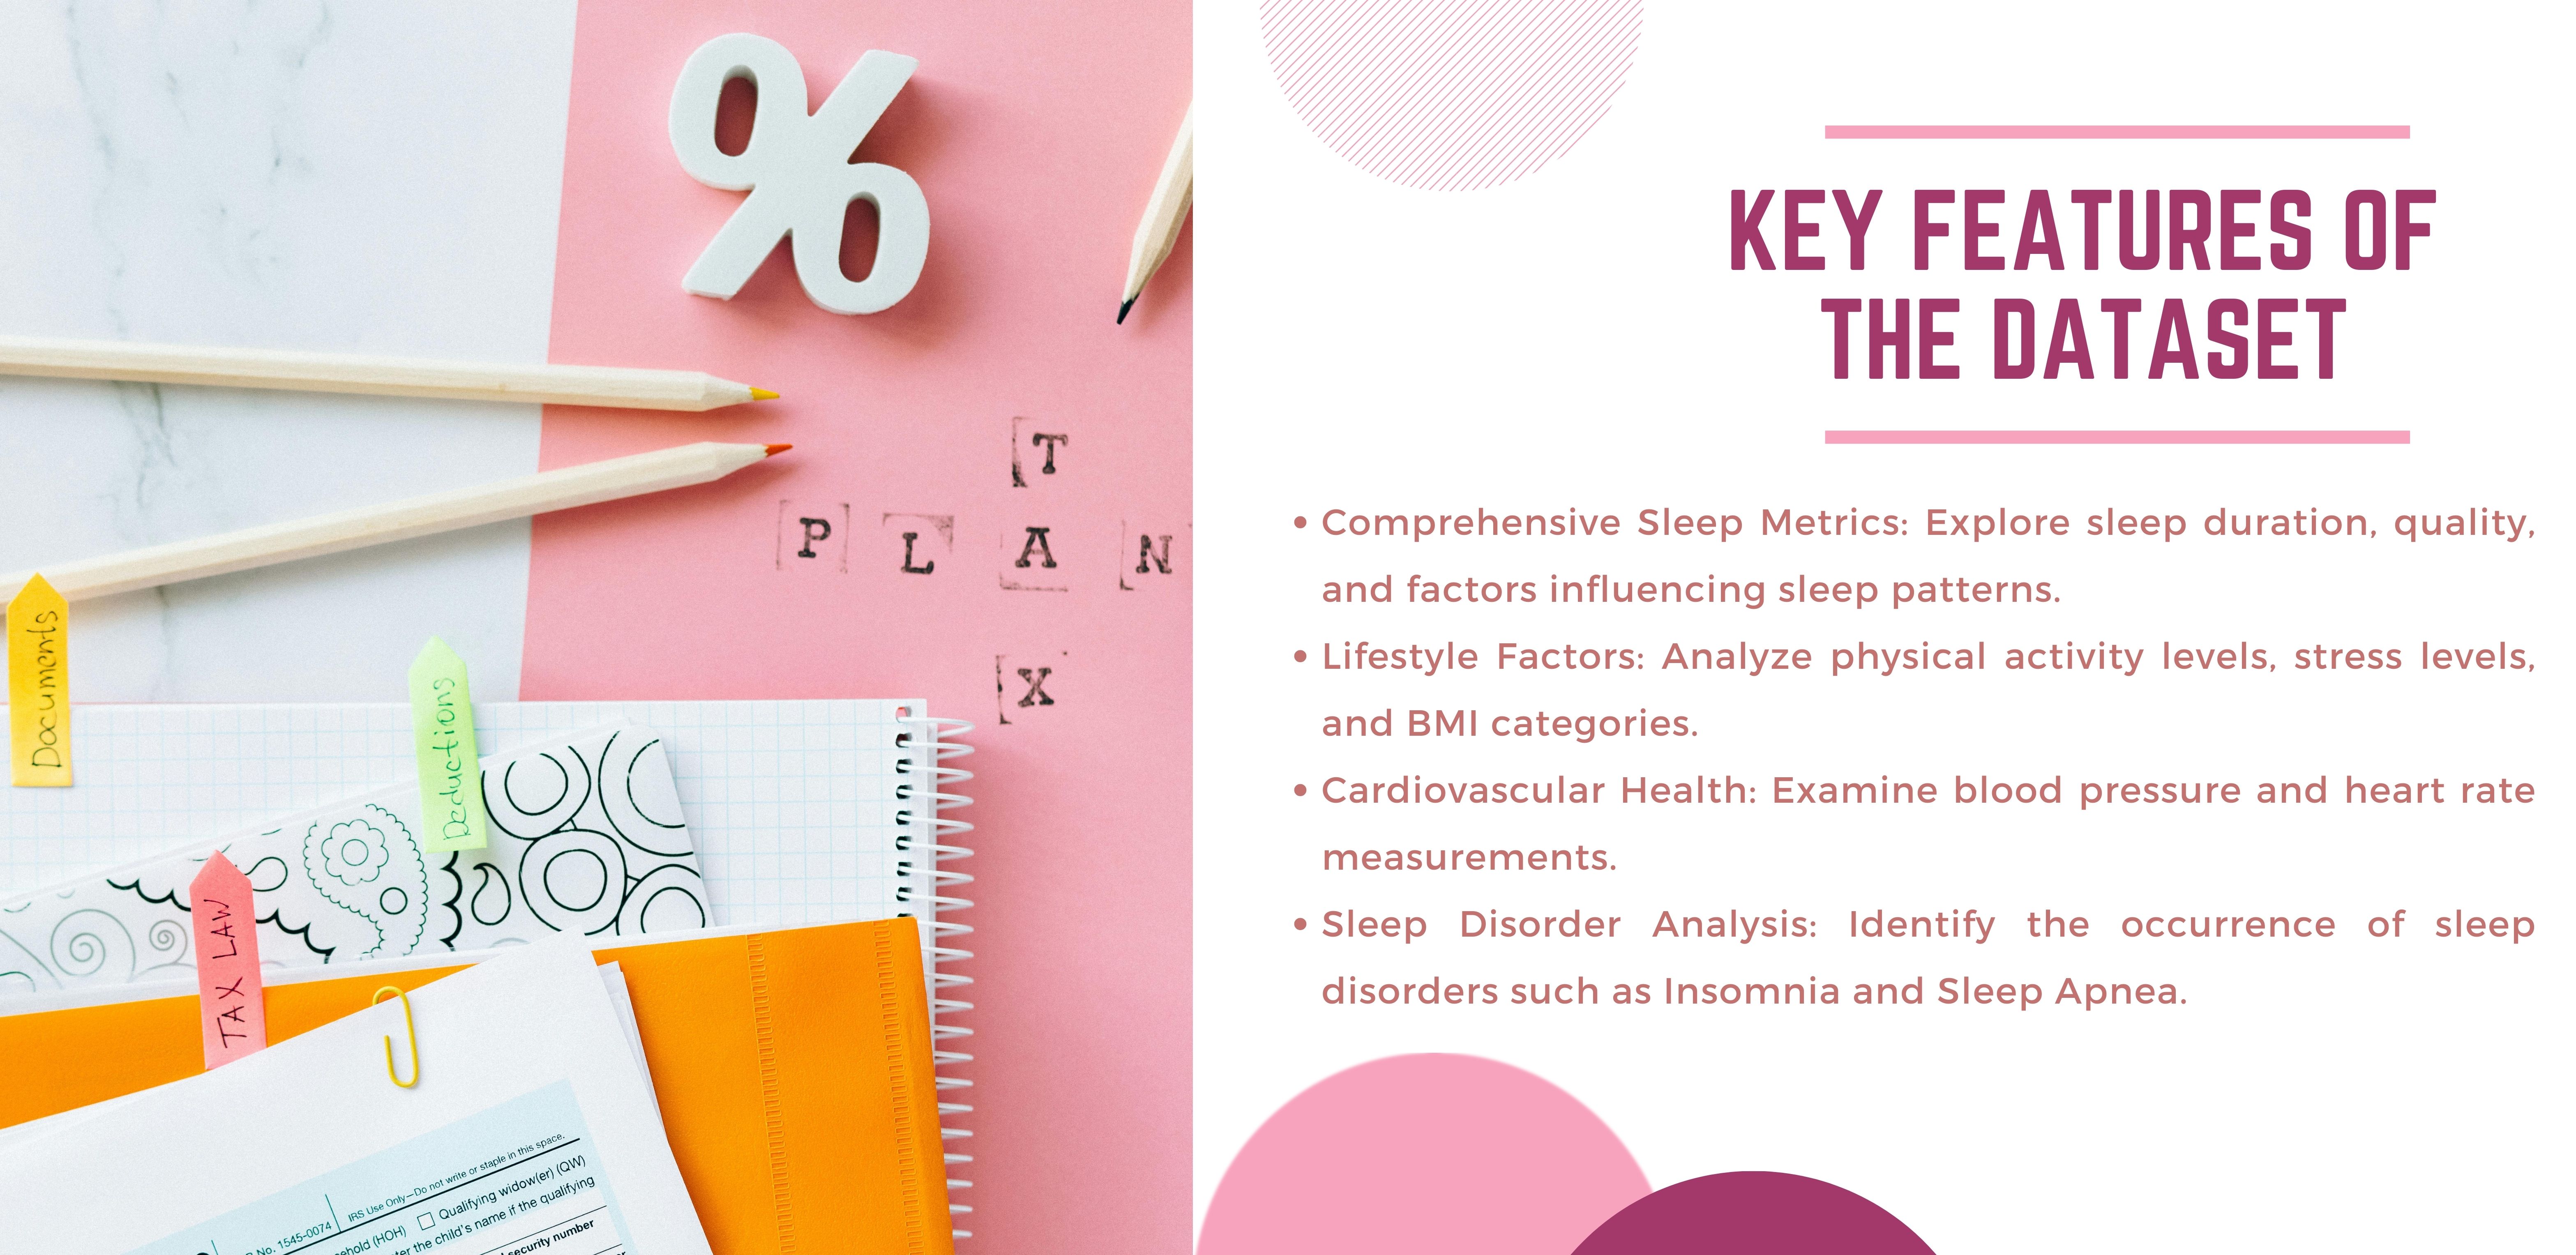 %
T
P L A N
X
Documents
Deductions
TAX LAW
IRS Use Only—Do not write or staple in this space.
No. 1545-0074
Qualifying widow(er) (QW)
(HOH)
child's name if the qualifying
security number
KEY FEATURES OF
THE DATASET
• Comprehensive Sleep Metrics: Explore sleep duration, quality,
and factors influencing sleep patterns.
• Lifestyle Factors: Analyze physical activity levels, stress levels,
and BMI categories.
• Cardiovascular Health: Examine blood pressure and heart rate
measurements.
• Sleep Disorder Analysis: Identify the occurrence of sleep
disorders such as Insomnia and Sleep Apnea.